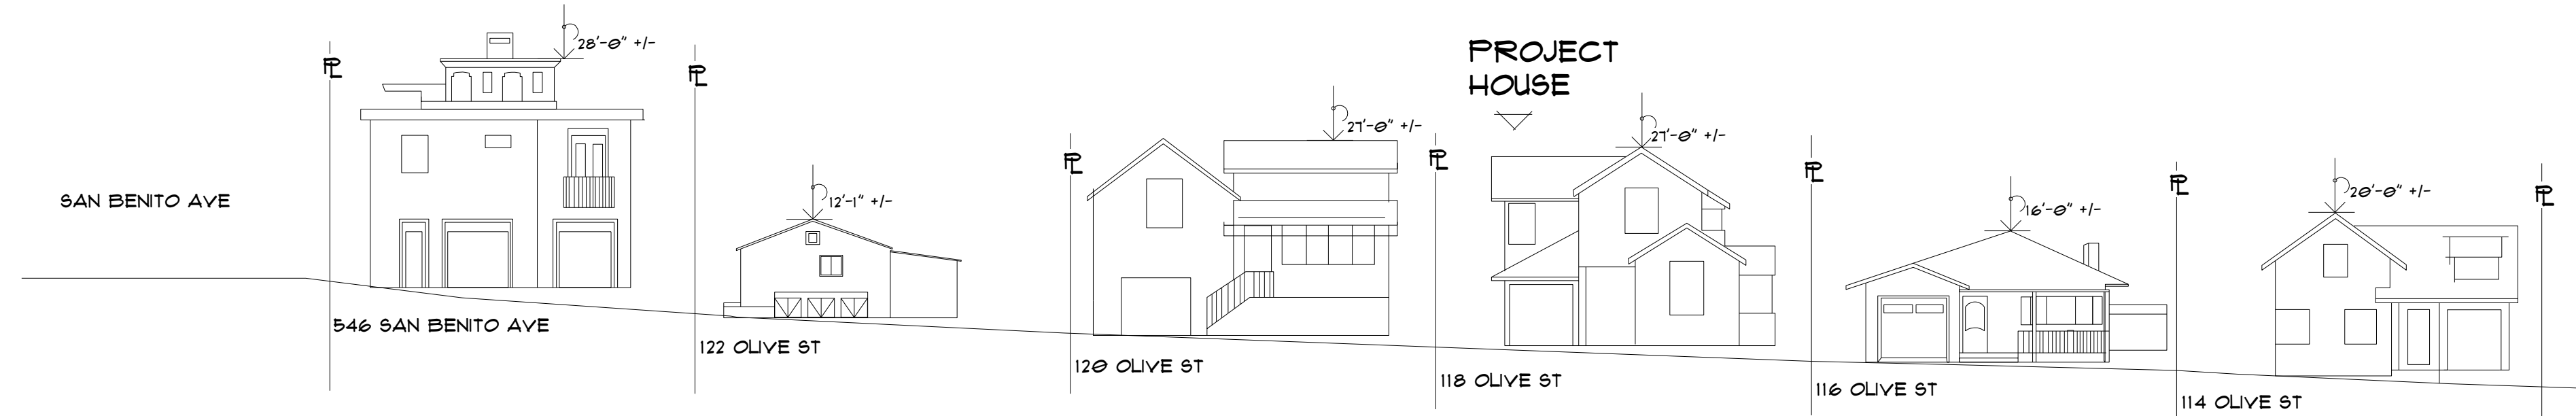 SAN BENITO AVE
PL
28'-0" +/-
546 SAN BENITO AVE
PL
12'-1" +/-
122 OLIVE ST
PL
27'-0" +/-
120 OLIVE ST
PL
PROJECT
HOUSE
27'-0" +/-
118 OLIVE ST
PL
16'-0" +/-
116 OLIVE ST
PL
20'-0" +/-
114 OLIVE ST
PL